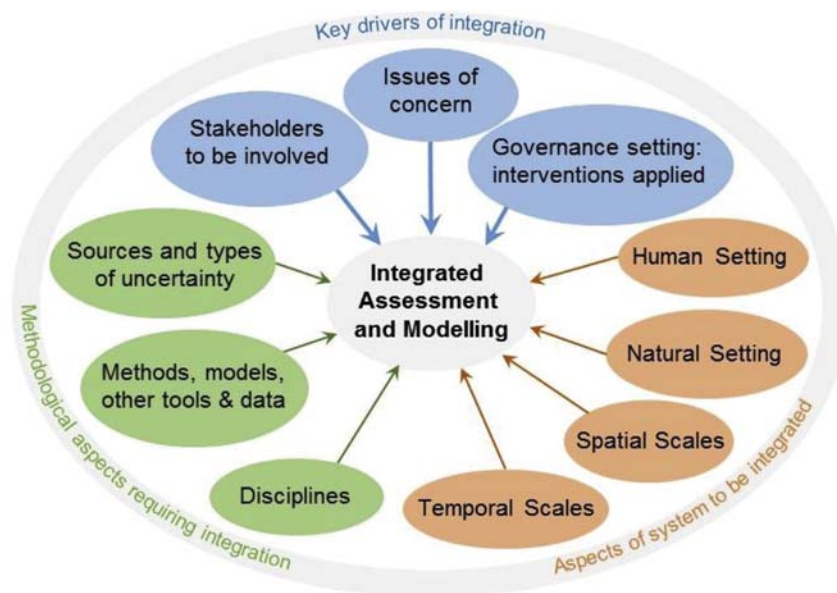 Key drivers of integration
Issues of
concern
Stakeholders
to be involved
Governance setting:
interventions applied
Sources and types
of uncertainty
Integrated
Assessment
and Modelling
Human Setting
Methods, models,
other tools & data
Natural Setting
Spatial Scales
Disciplines
Temporal Scales
Methodological aspects requiring integration
Aspects of system to be integrated